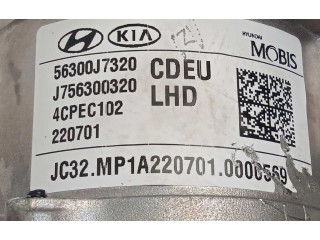 HYUNDAI
KIA MOBIS
56300J7320 CDEU
J756300320 LHD
4CPEC102
220701
JC32.MP1A220701.0000569